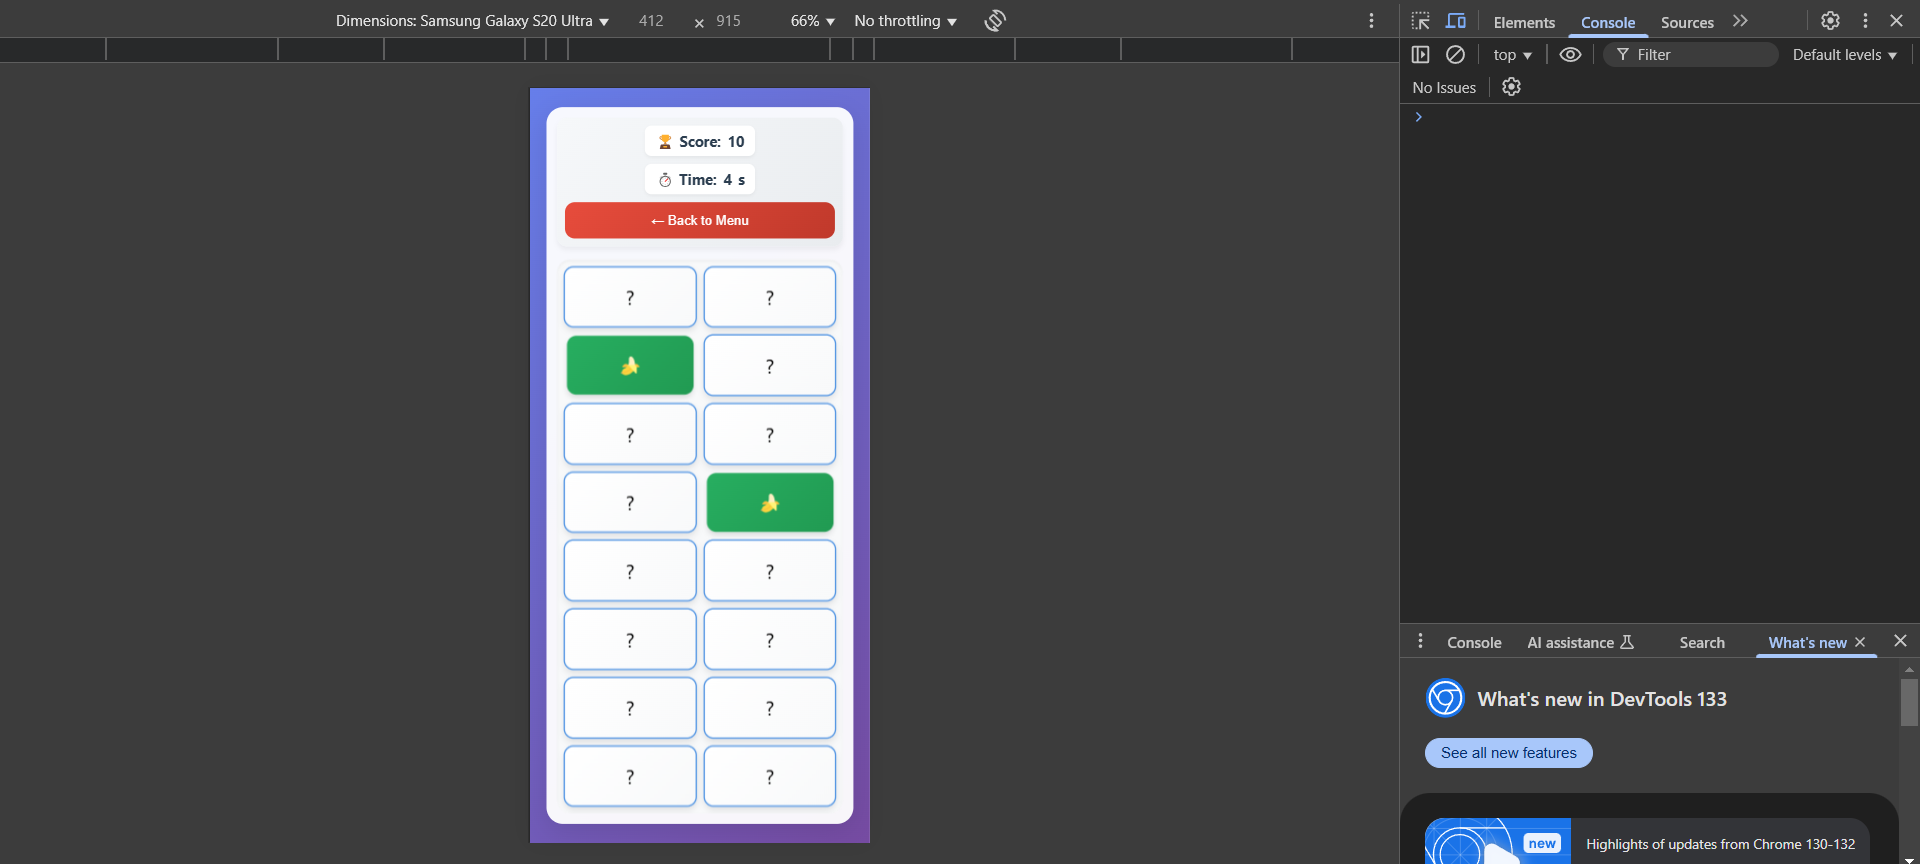 Dimensions: Samsung Galaxy S20 Ultra ▼ 412 × 915 66% ▼ No throttling ▼
Elements Console Sources
top ▼ Filter Default levels ▼
No Issues
Score: 10
Time: 4 s
← Back to Menu
? ?
?
? ?
?
? ?
? ?
? ?
? ?
Console AI assistance Search What's new
What's new in DevTools 133
See all new features
new Highlights of updates from Chrome 130-132